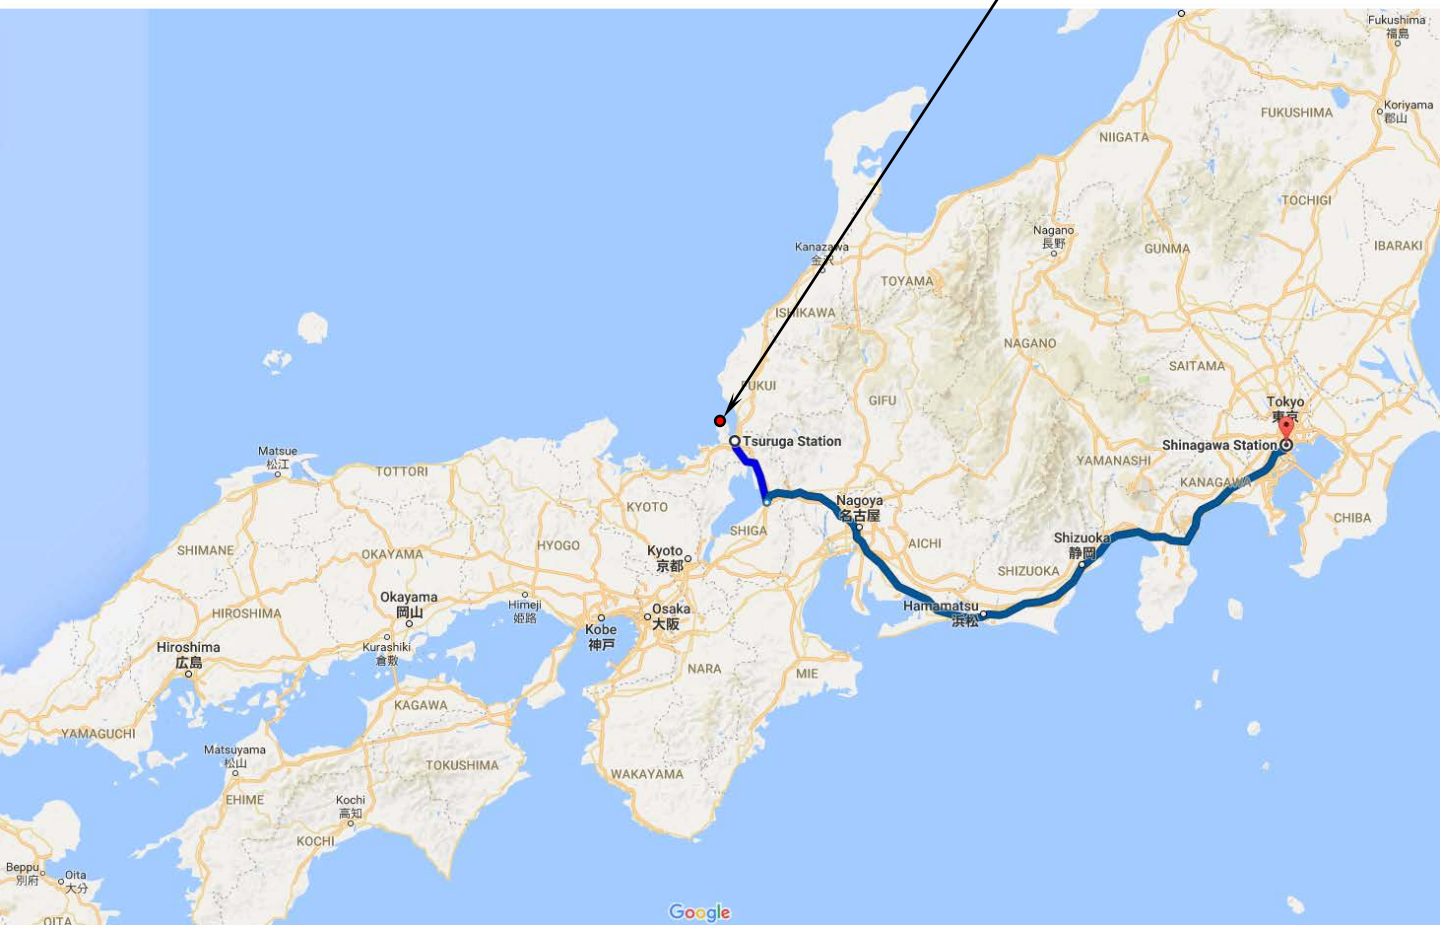 Fukushima
福島
Koriyama
郡山
FUKUSHIMA
NIIGATA
TOCHIGI
Nagano
長野
Kanazawa
金沢
GUNMA
IBARAKI
TOYAMA
ISHIKAWA
NAGANO
SAITAMA
FUKUI
GIFU
Tokyo
東京
Tsuruga Station
Shinagawa Station
Matsue
松江
TOTTORI
YAMANASHI
KANAGAWA
KYOTO
Nagoya
名古屋
CHIBA
SHIGA
Shizuoka
静岡
AICHI
HYOGO
SHIMANE
OKAYAMA
Kyoto
京都
SHIZUOKA
Okayama
岡山
Himeji
姫路
Hamamatsu
浜松
HIROSHIMA
Osaka
大阪
Kobe
神戸
Kurashiki
倉敷
Hiroshima
広島
NARA
MIE
KAGAWA
YAMAGUCHI
Matsuyama
松山
TOKUSHIMA
WAKAYAMA
EHIME
Kochi
高知
KOCHI
Beppu
別府
Oita
大分
OITA
Google